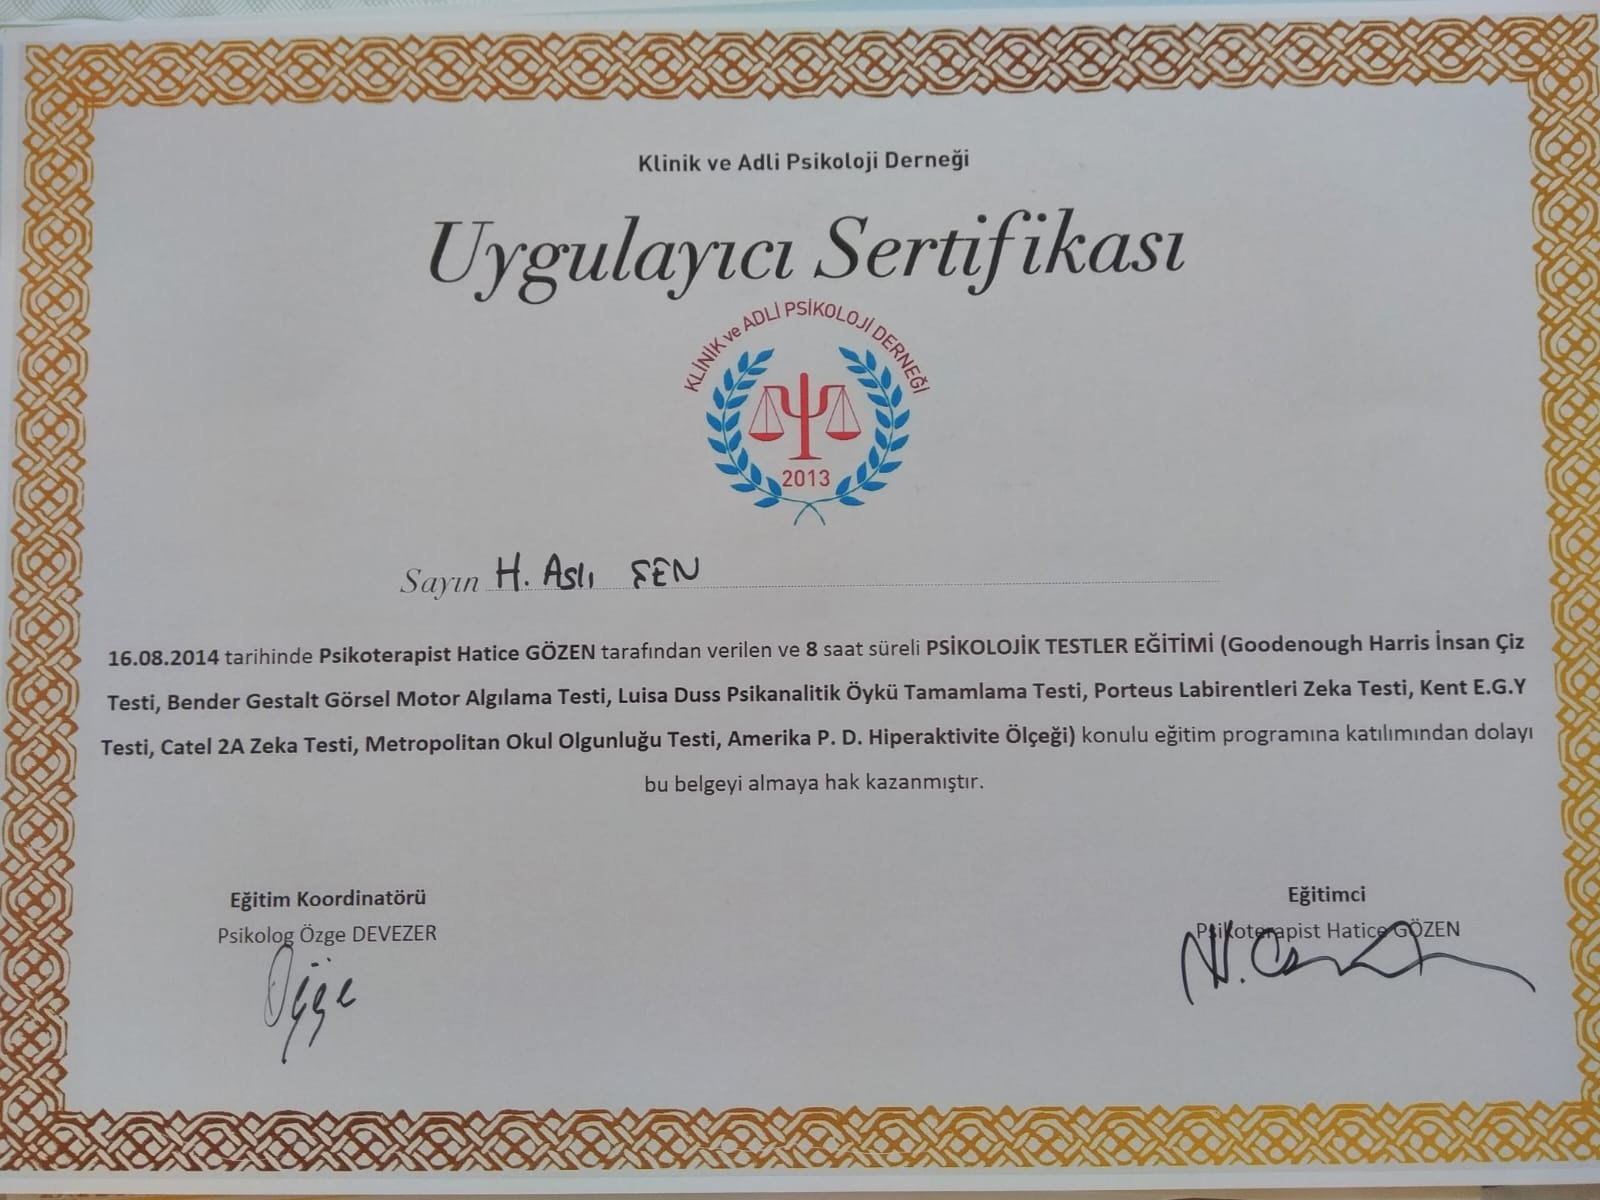 Klinik ve Adli Psikoloji Derneği
Uygulayıcı Sertifikası
KLİNİK ve ADLİ PSİKOLOJİ DERNEĞİ
2013
Sayın H. Aslı ŞEN
16.08.2014 tarihinde Psikoterapist Hatice GÖZEN tarafından verilen ve 8 saat süreli PSİKOLOJİK TESTLER EĞİTİMİ (Goodenough Harris İnsan Çiz
Testi, Bender Gestalt Görsel Motor Algılama Testi, Luisa Duss Psikanalitik Öykü Tamamlama Testi, Porteus Labirentleri Zeka Testi, Kent E.G.Y
Testi, Catel 2A Zeka Testi, Metropolitan Okul Olgunluğu Testi, Amerika P. D. Hiperaktivite Ölçeği) konulu eğitim programına katılımından dolayı
bu belgeyi almaya hak kazanmıştır.
Eğitim Koordinatörü
Psikolog Özge DEVEZER
Özge
Eğitimci
Psikoterapist Hatice GÖZEN